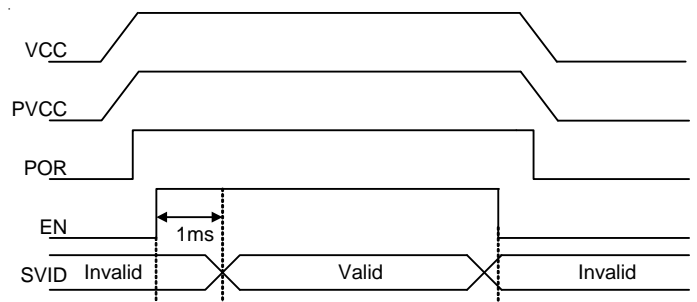 VCC
PVCC
POR
EN
1ms
SVID Invalid Valid Invalid